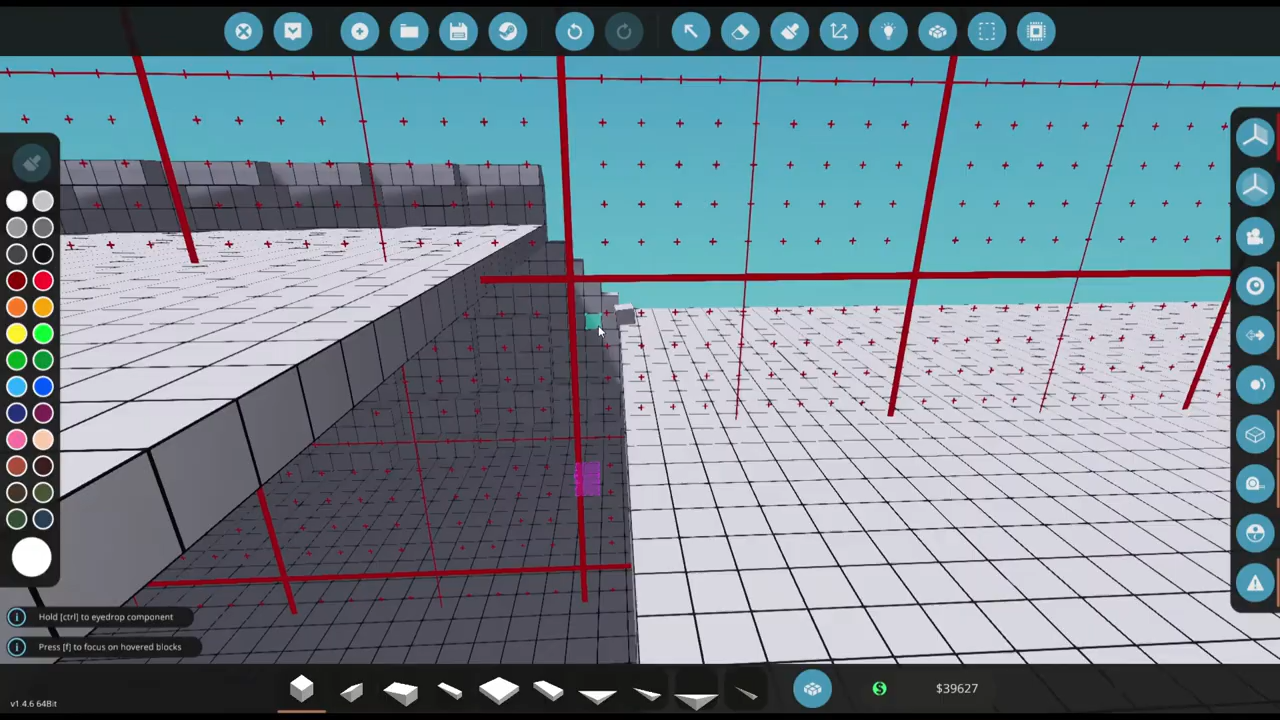 Hold [ctrl] to eyedrop component
Press [f] to focus on hovered blocks
v1.4.6 64Bit
$
$39627